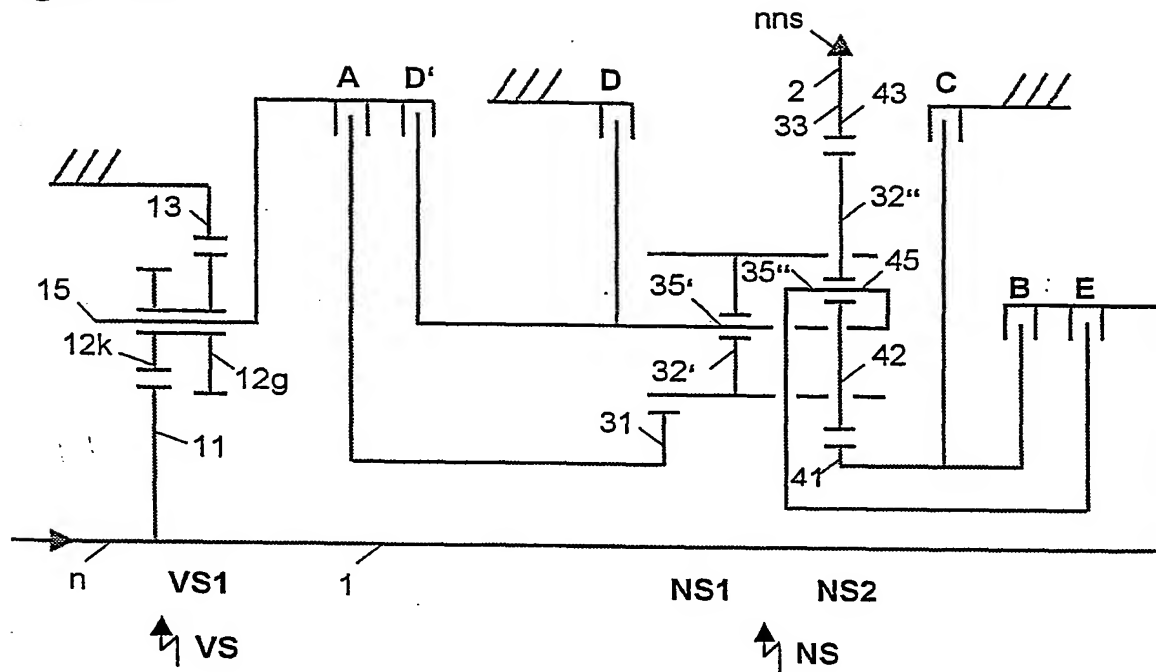 nns
A D‘ D 2 43 C
33
13
32“
35“ 45
15 35‘ B E
12k 12g 32‘ 42
31
11 41
n VS1 1 NS1 NS2
VS NS